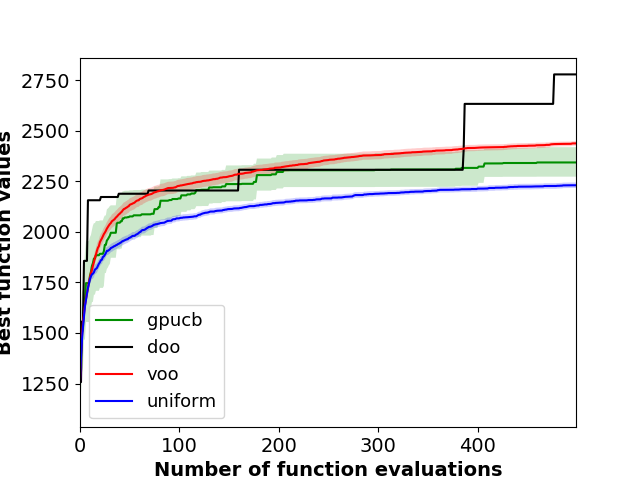 2750
2500
2250
2000
1750
1500
1250
Best function values
gpucb
doo
voo
uniform
0 100 200 300 400
Number of function evaluations